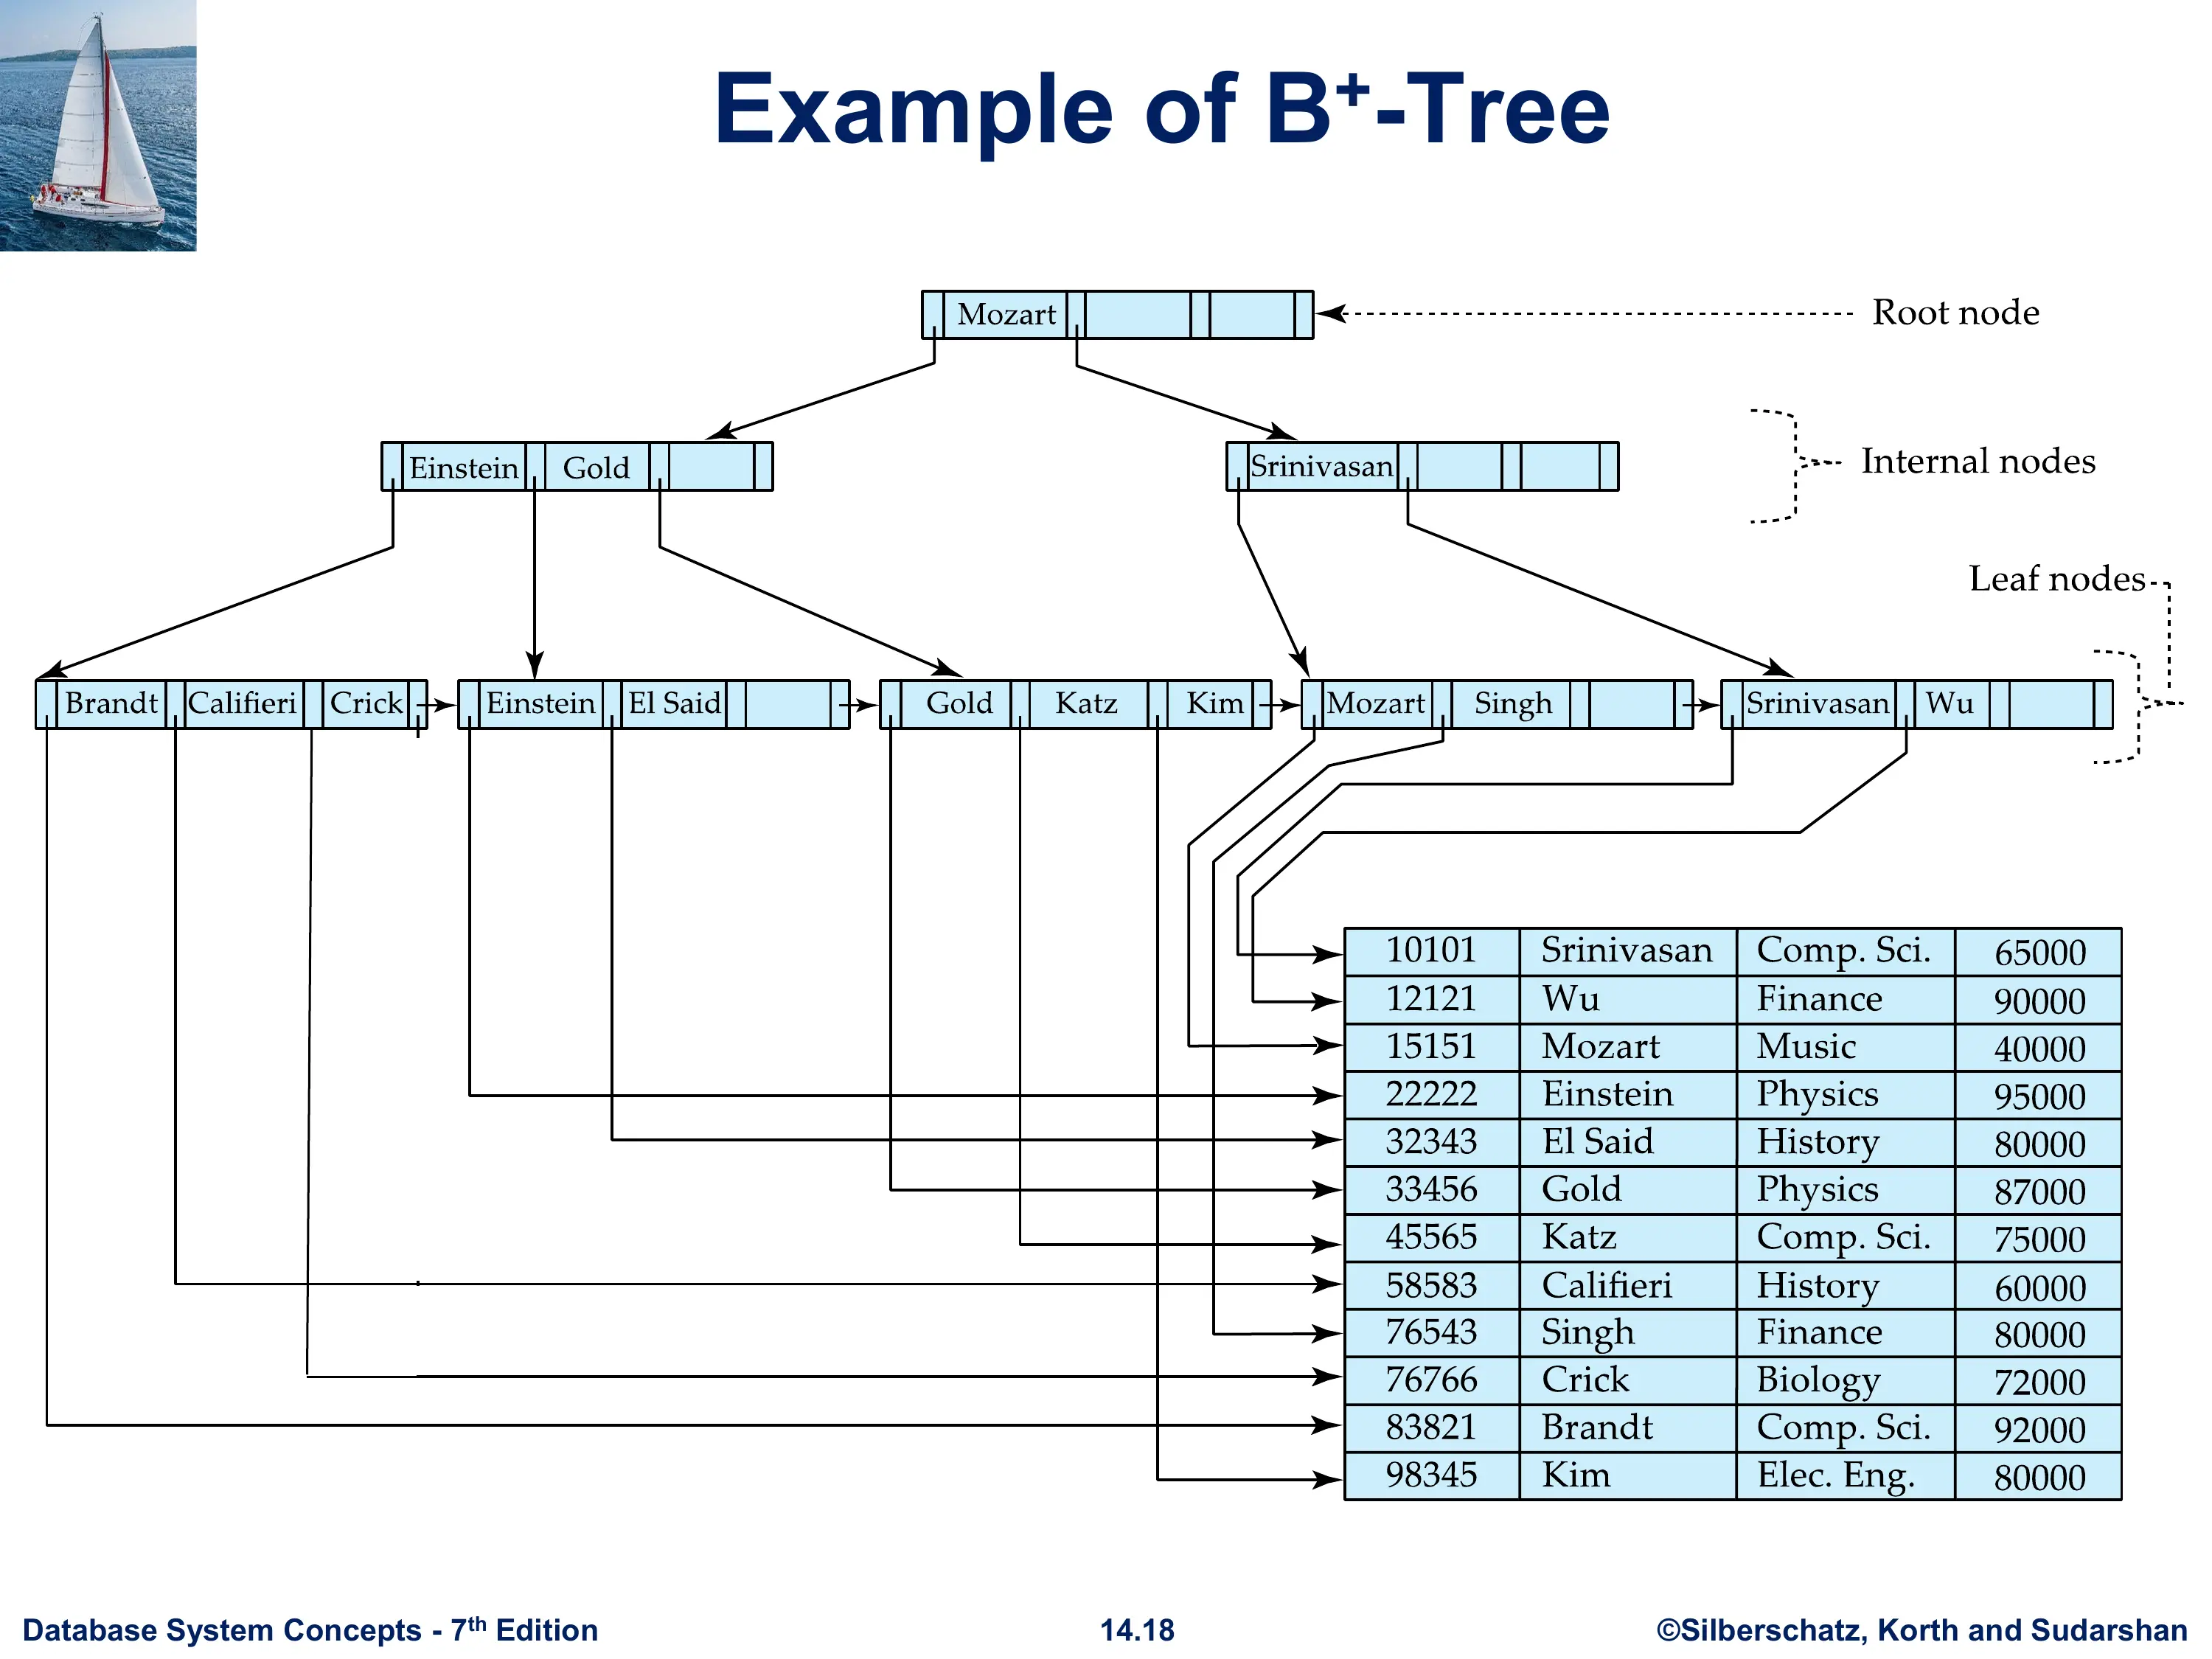 Example of B+-Tree
Mozart
Root node
Einstein Gold
Srinivasan
Internal nodes
Leaf nodes
Brandt Califieri Crick Einstein El Said Gold Katz Kim Mozart Singh Srinivasan Wu
10101 Srinivasan Comp. Sci. 65000
12121 Wu Finance 90000
15151 Mozart Music 40000
22222 Einstein Physics 95000
32343 El Said History 80000
33456 Gold Physics 87000
45565 Katz Comp. Sci. 75000
58583 Califieri History 60000
76543 Singh Finance 80000
76766 Crick Biology 72000
83821 Brandt Comp. Sci. 92000
98345 Kim Elec. Eng. 80000
Database System Concepts - 7th Edition 14.18 ©Silberschatz, Korth and Sudarshan